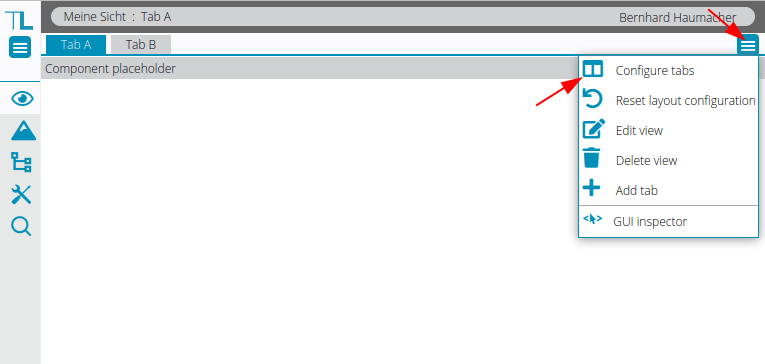 TL
Meine Sicht : Tab A
Bernhard Haumacher
Tab A
Tab B
Component placeholder
Configure tabs
Reset layout configuration
Edit view
Delete view
Add tab
GUI inspector